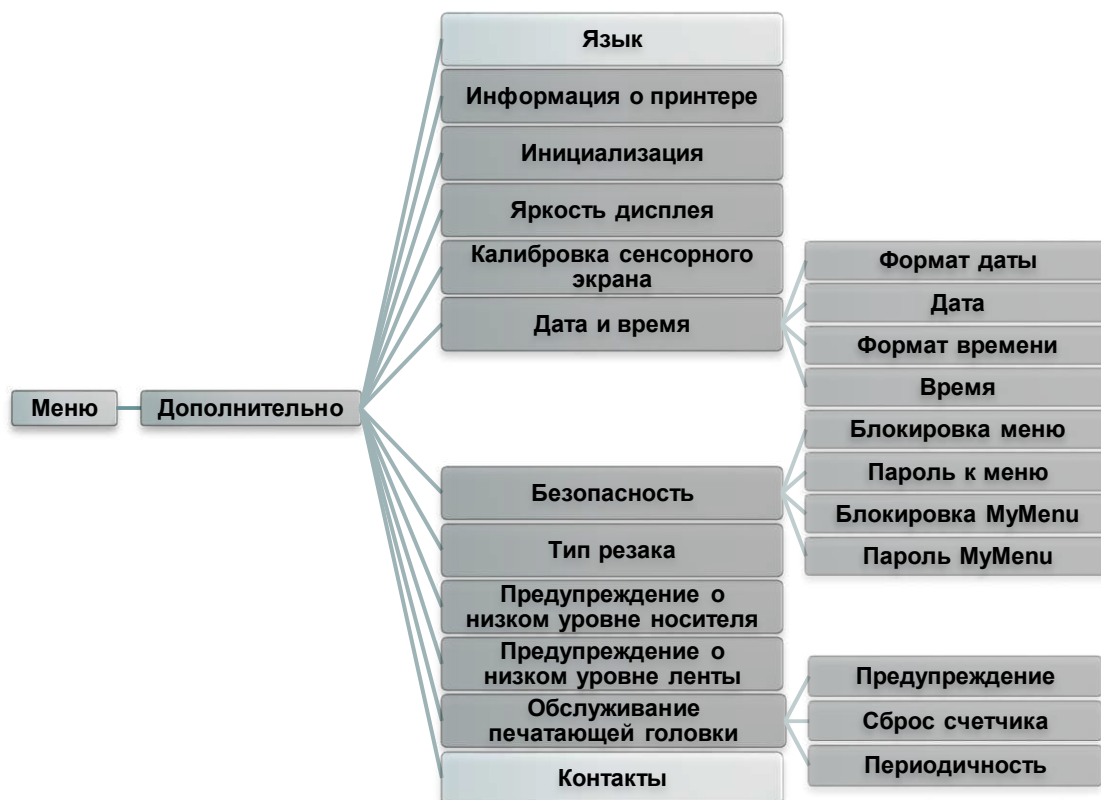 Меню
Дополнительно
Язык
Информация о принтере
Инициализация
Яркость дисплея
Калибровка сенсорного
экрана
Дата и время
Формат даты
Дата
Формат времени
Время
Безопасность
Блокировка меню
Пароль к меню
Блокировка MyMenu
Пароль MyMenu
Тип резака
Предупреждение о
низком уровне носителя
Предупреждение о
низком уровне ленты
Обслуживание
печатающей головки
Предупреждение
Сброс счетчика
Периодичность
Контакты